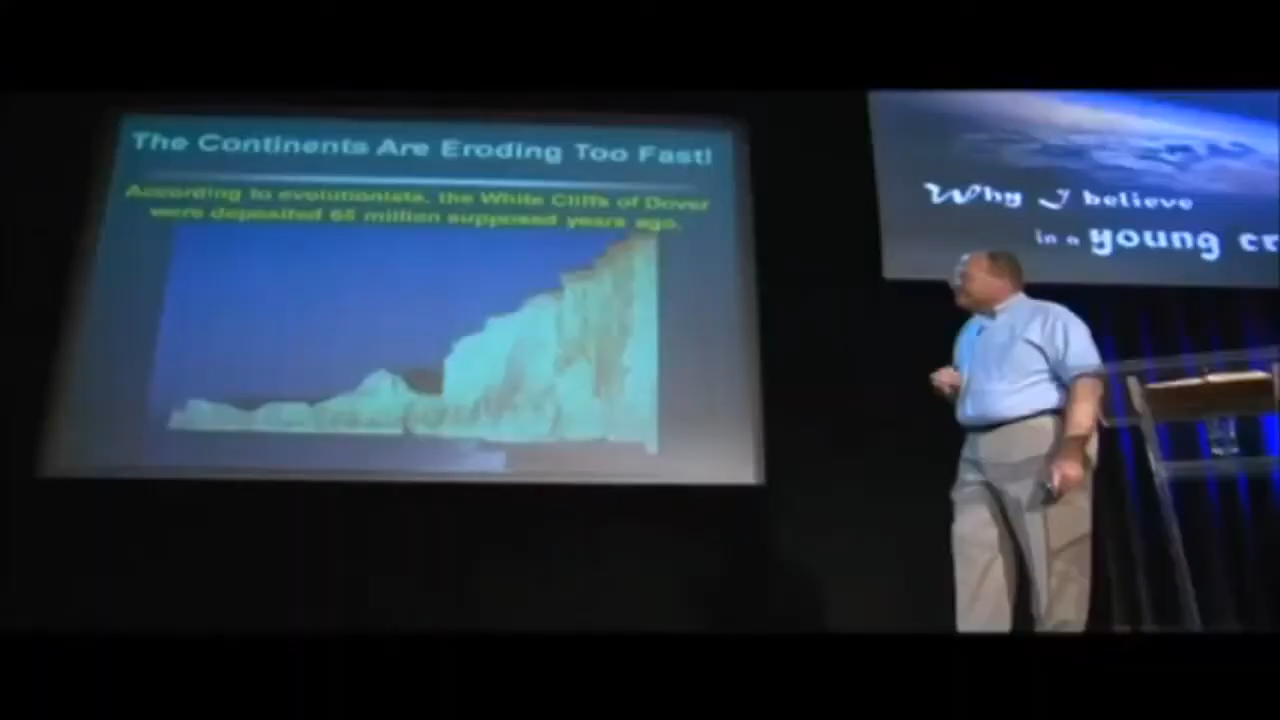 The Continents Are Eroding Too Fast!
According to evolutionists, the White Cliffs of Dover
were deposited 65 million supposed years ago.
Why I believe
in a young cr